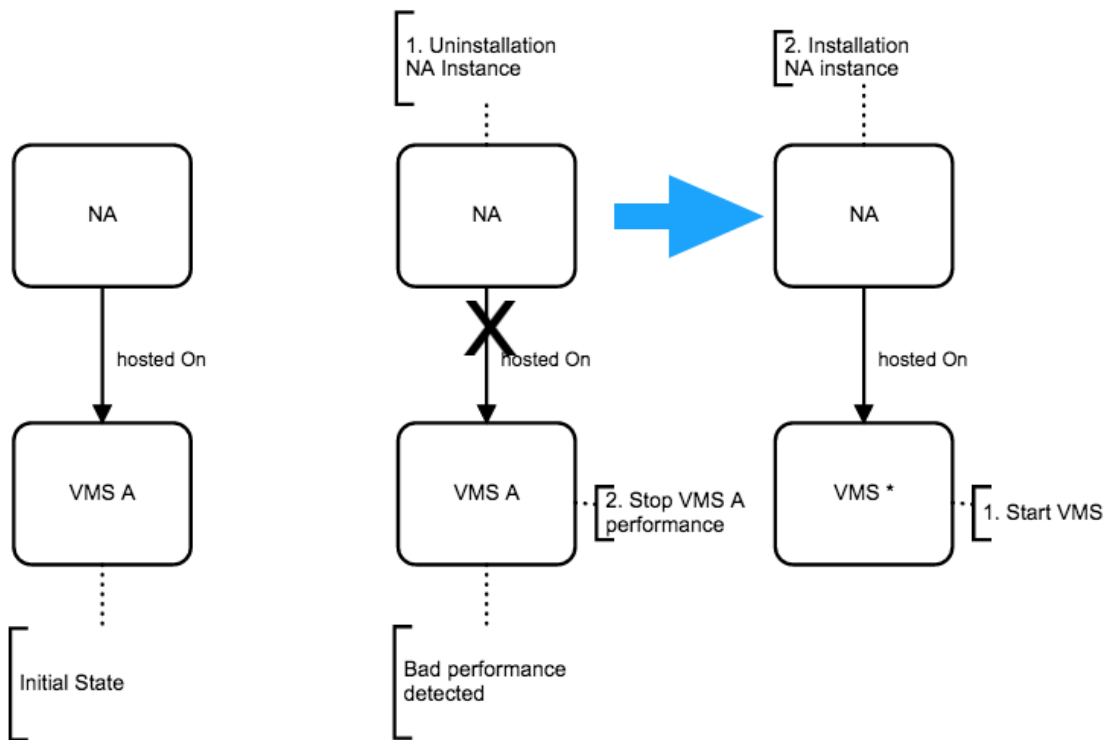 1. Uninstallation
NA Instance
2. Installation
NA instance
NA
NA
NA
hosted On
hosted On
hosted On
VMS A
VMS A
VMS *
2. Stop VMS A
performance
1. Start VMS
Initial State
Bad performance
detected